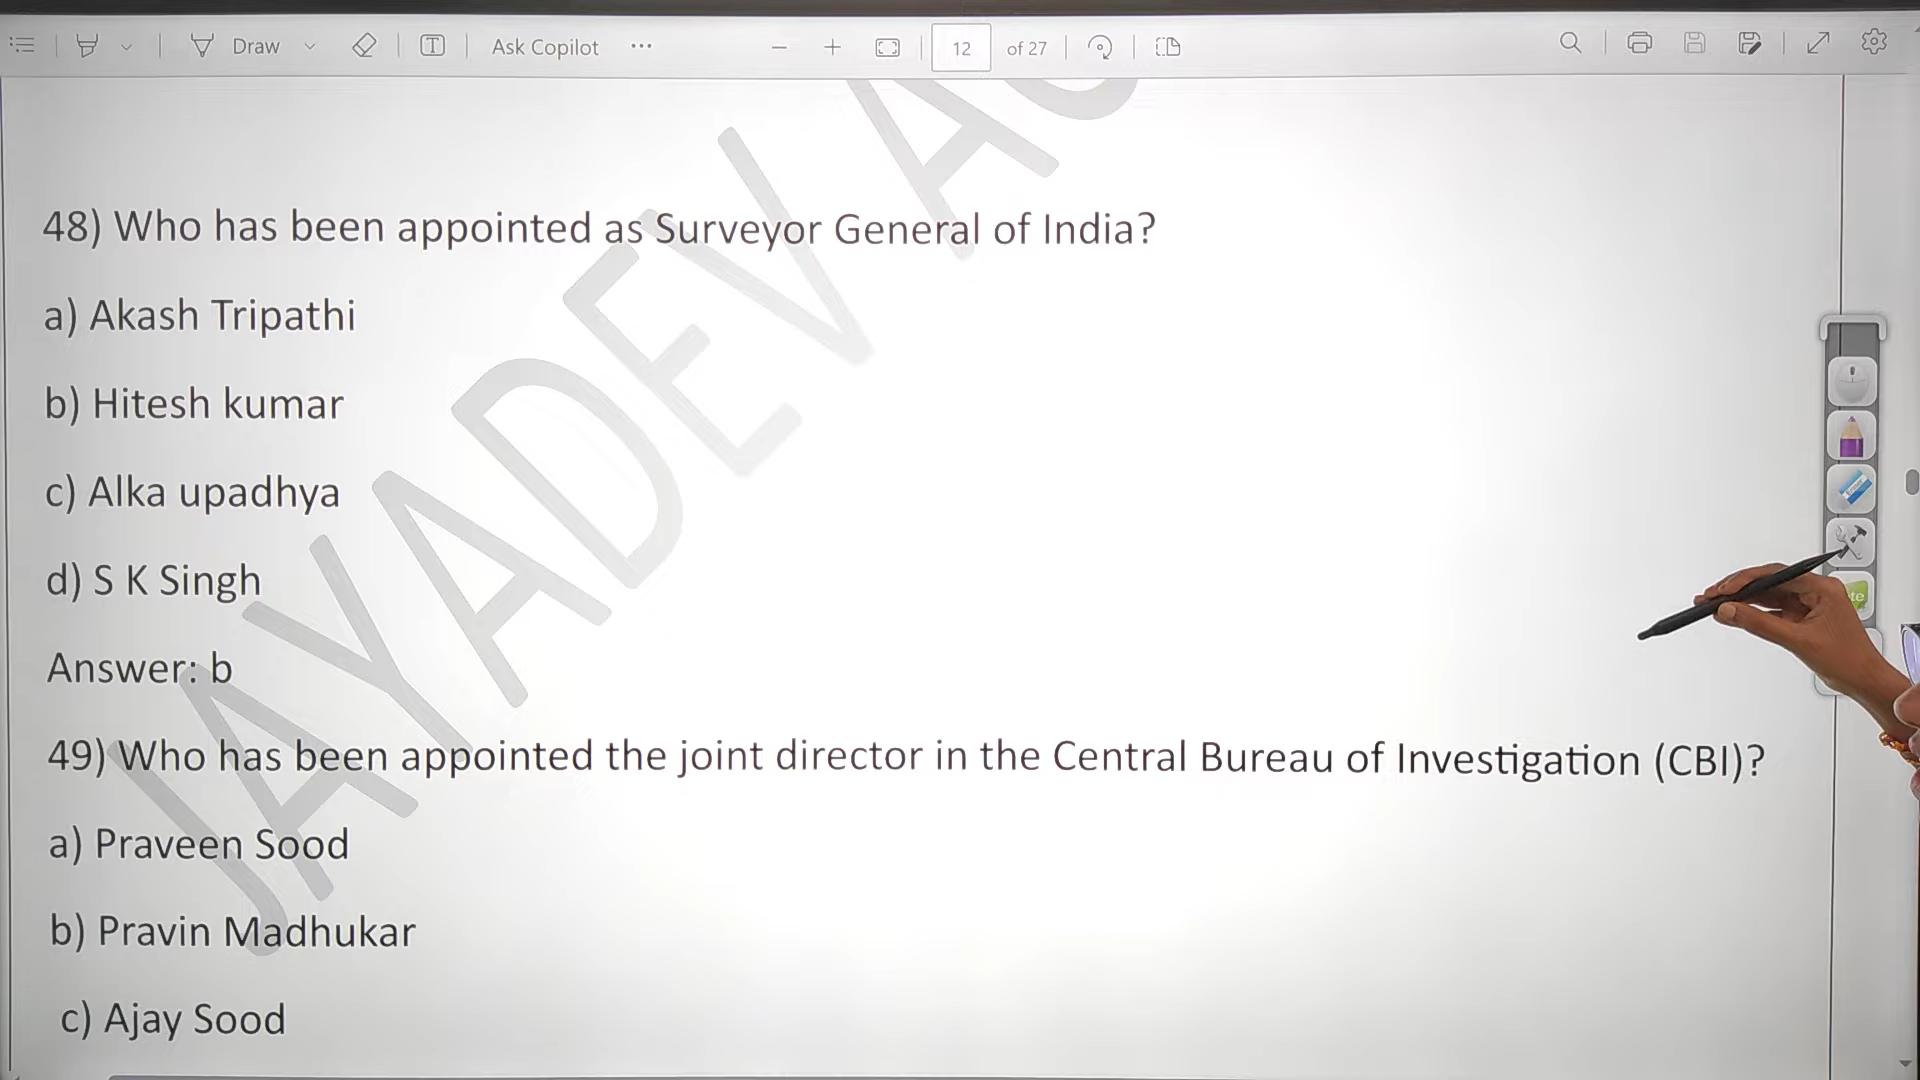 Draw
Ask Copilot
12 of 27
JAYADEV
48) Who has been appointed as Surveyor General of India?
a) Akash Tripathi
b) Hitesh kumar
c) Alka upadhya
d) S K Singh
Answer: b
49) Who has been appointed the joint director in the Central Bureau of Investigation (CBI)?
a) Praveen Sood
b) Pravin Madhukar
c) Ajay Sood